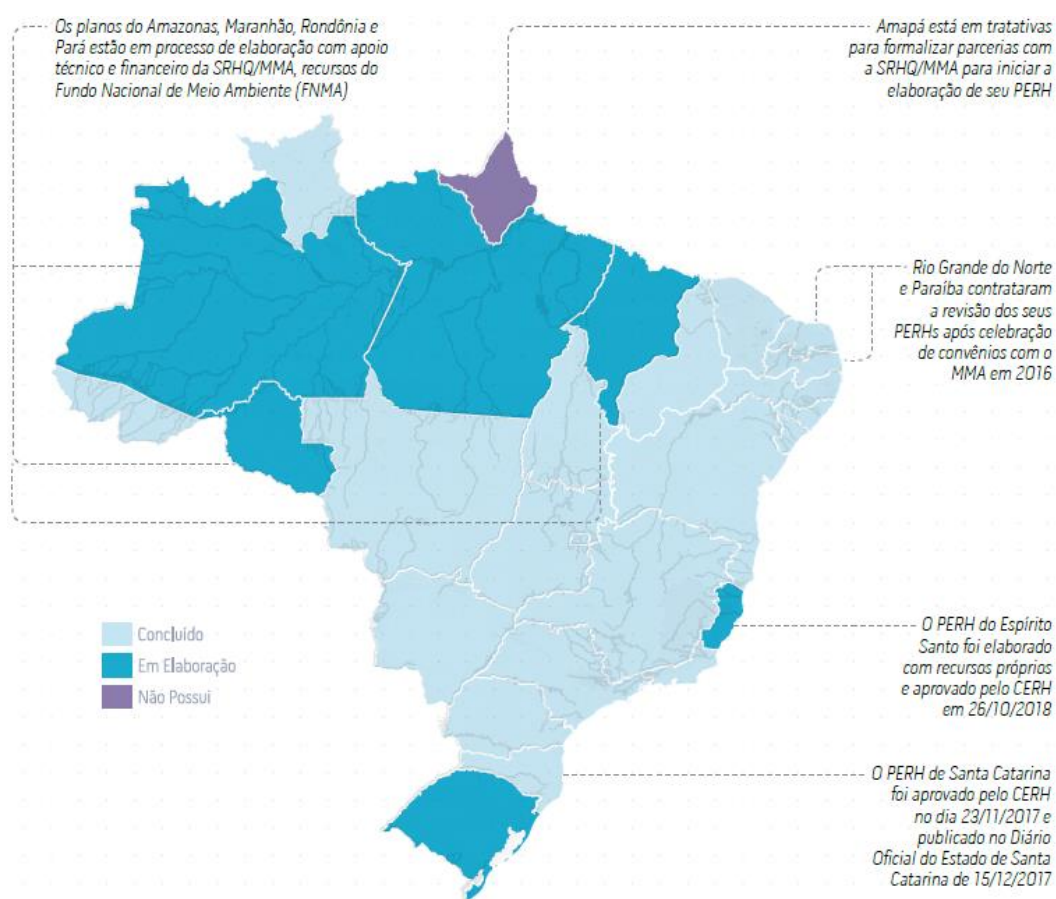 Os planos do Amazonas, Maranhão, Rondônia e
Pará estão em processo de elaboração com apoio
técnico e financeiro da SRHQ/MMA, recursos do
Fundo Nacional de Meio Ambiente (FNMA)
Amapá está em tratativas
para formalizar parcerias com
a SRHQ/MMA para iniciar a
elaboração de seu PERH
Rio Grande do Norte
e Paraíba contrataram
a revisão dos seus
PERHs após celebração
de convênios com o
MMA em 2016
Concluído
Em Elaboração
Não Possui
O PERH do Espírito
Santo foi elaborado
com recursos próprios
e aprovado pelo CERH
em 26/10/2018
O PERH de Santa Catarina
foi aprovado pelo CERH
no dia 23/11/2017 e
publicado no Diário
Oficial do Estado de Santa
Catarina de 15/12/2017